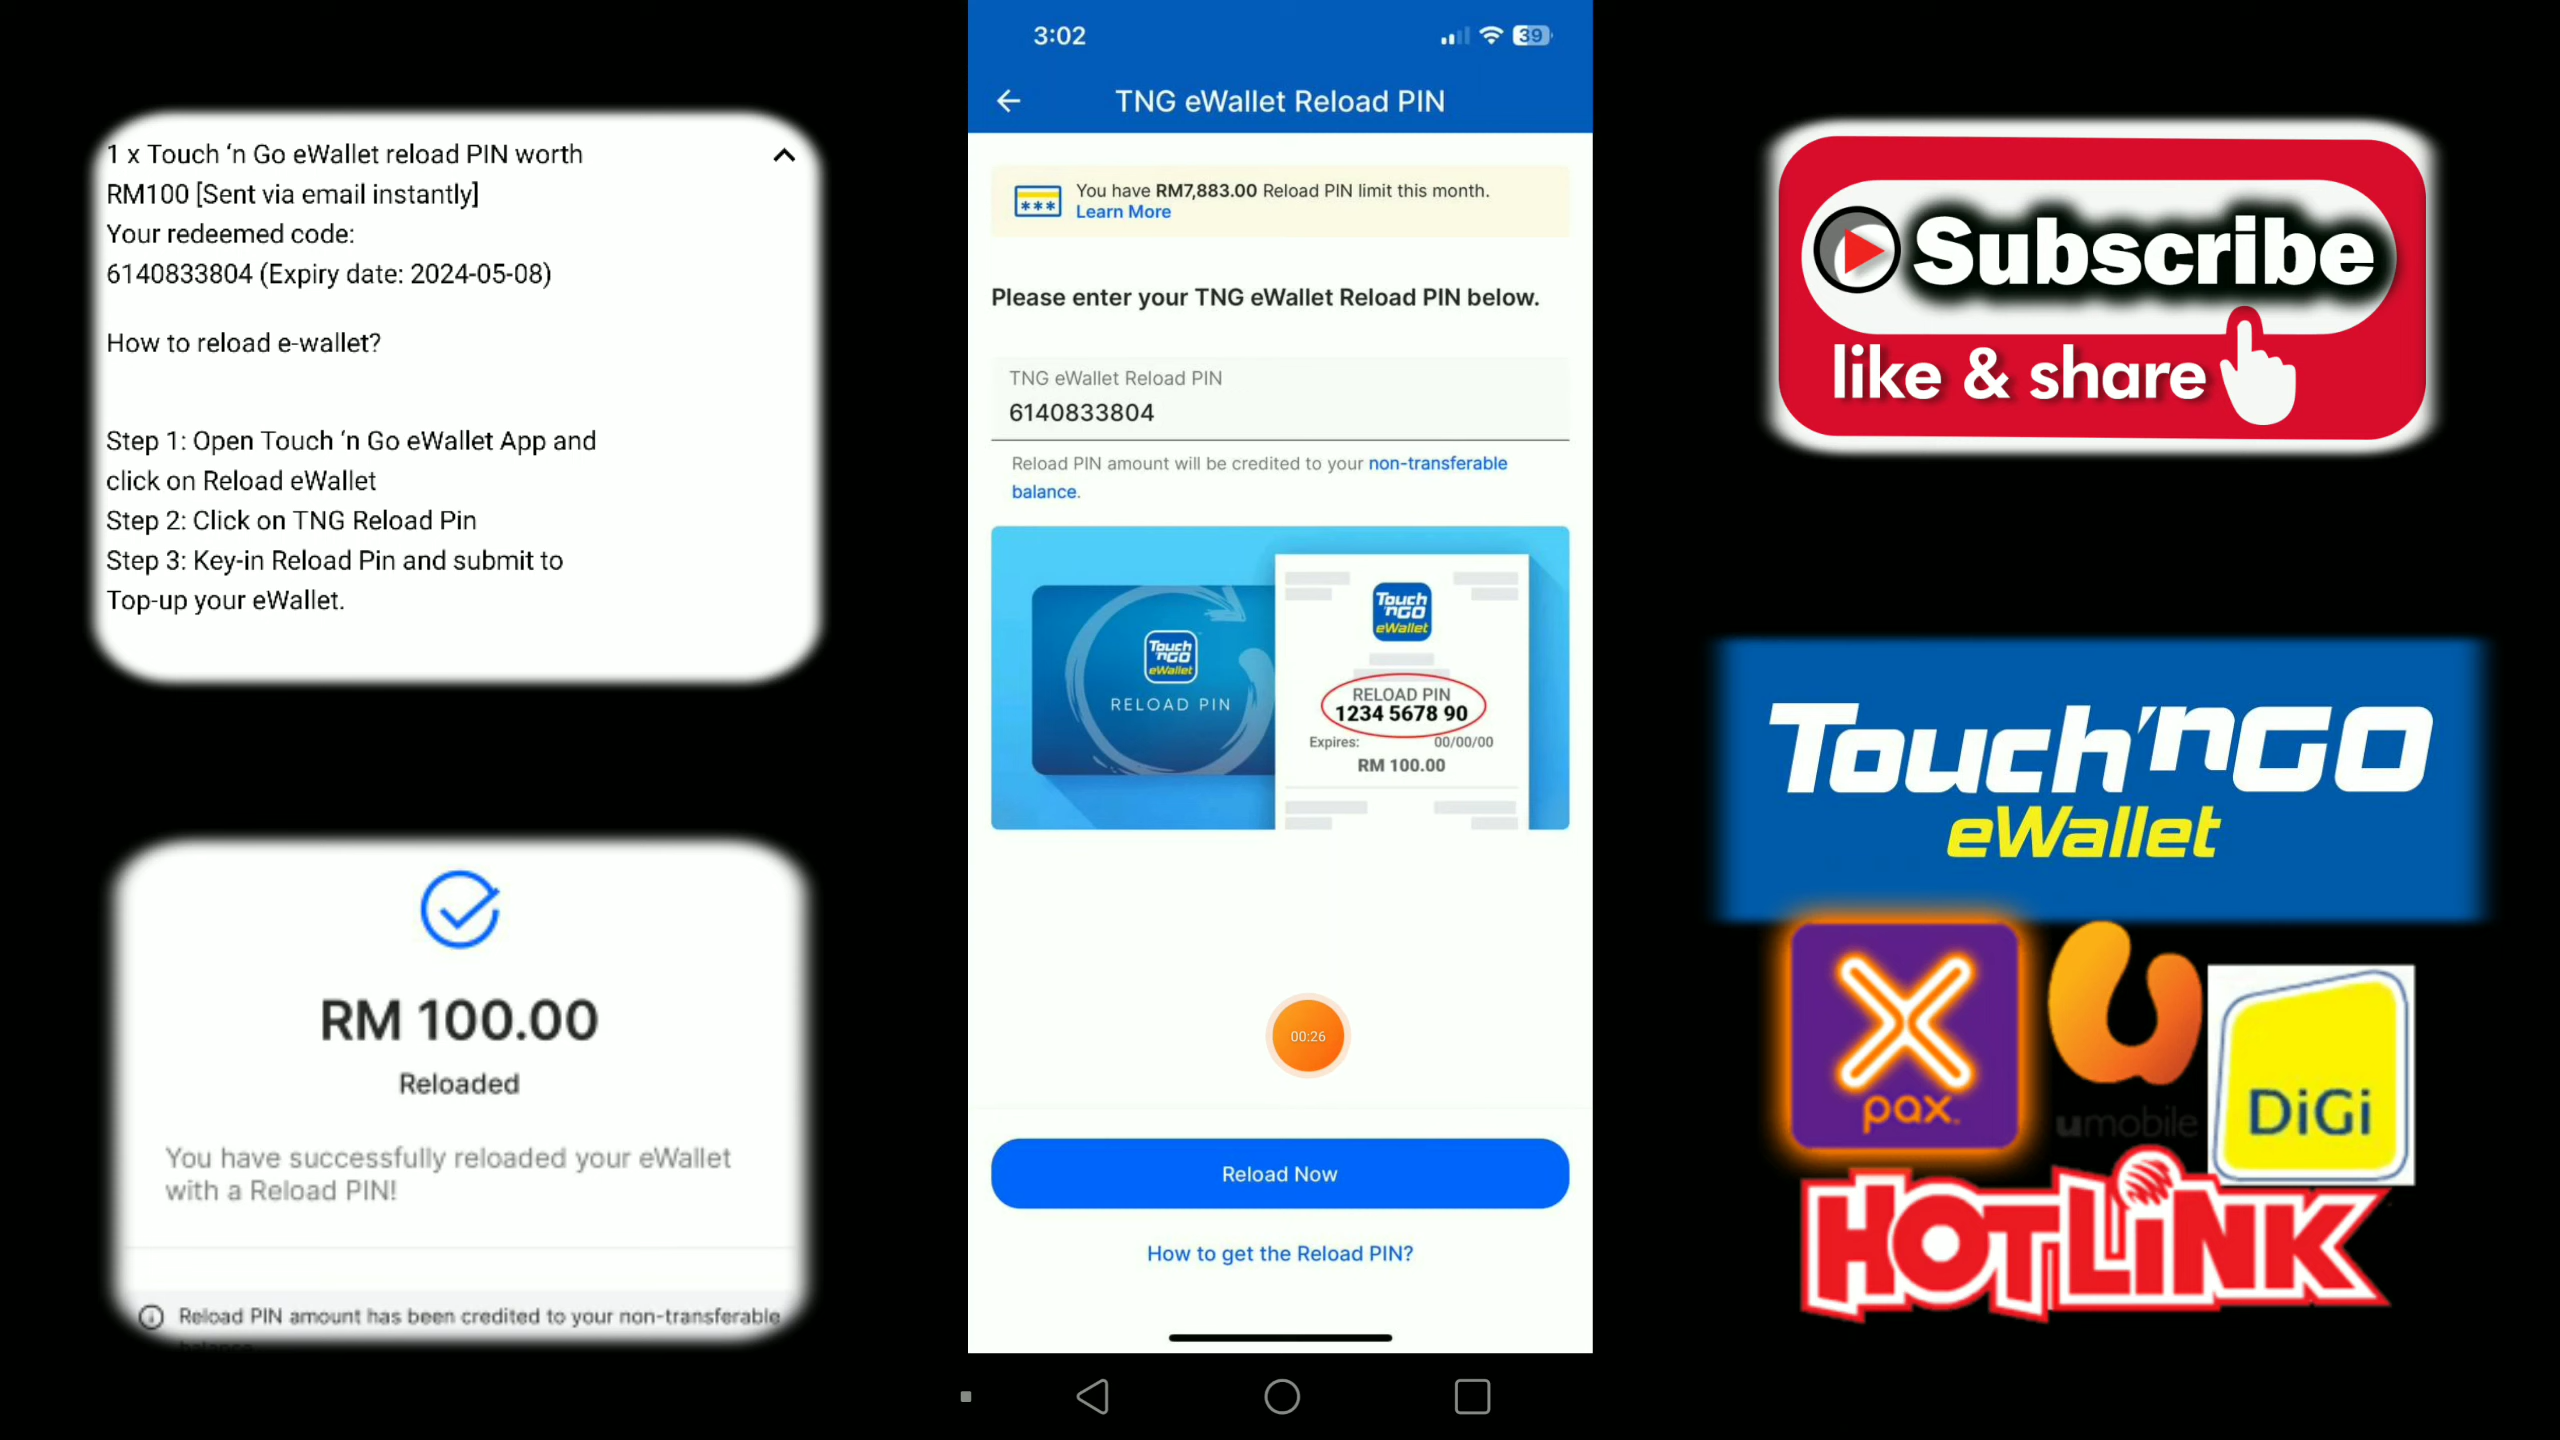 1 x Touch ‘n Go eWallet reload PIN worth
RM100 [Sent via email instantly]
Your redeemed code:
6140833804 (Expiry date: 2024-05-08)
How to reload e-wallet?
Step 1: Open Touch ‘n Go eWallet App and
click on Reload eWallet
Step 2: Click on TNG Reload Pin
Step 3: Key-in Reload Pin and submit to
Top-up your eWallet.
RM 100.00
Reloaded
You have successfully reloaded your eWallet
with a Reload PIN!
Reload PIN amount has been credited to your non-transferable
balance
3:02
39
TNG eWallet Reload PIN
***
You have RM7,883.00 Reload PIN limit this month.
Learn More
Please enter your TNG eWallet Reload PIN below.
TNG eWallet Reload PIN
6140833804
Reload PIN amount will be credited to your non-transferable
balance.
Touch
'nGO
eWallet
RELOAD PIN
Touch
'nGO
eWallet
RELOAD PIN
1234 5678 90
Expires: 00/00/00
RM 100.00
00:26
Reload Now
How to get the Reload PIN?
Subscribe
like & share
Touch'nGO
eWallet
X
pax
umobile
DiGi
HOTLiNK